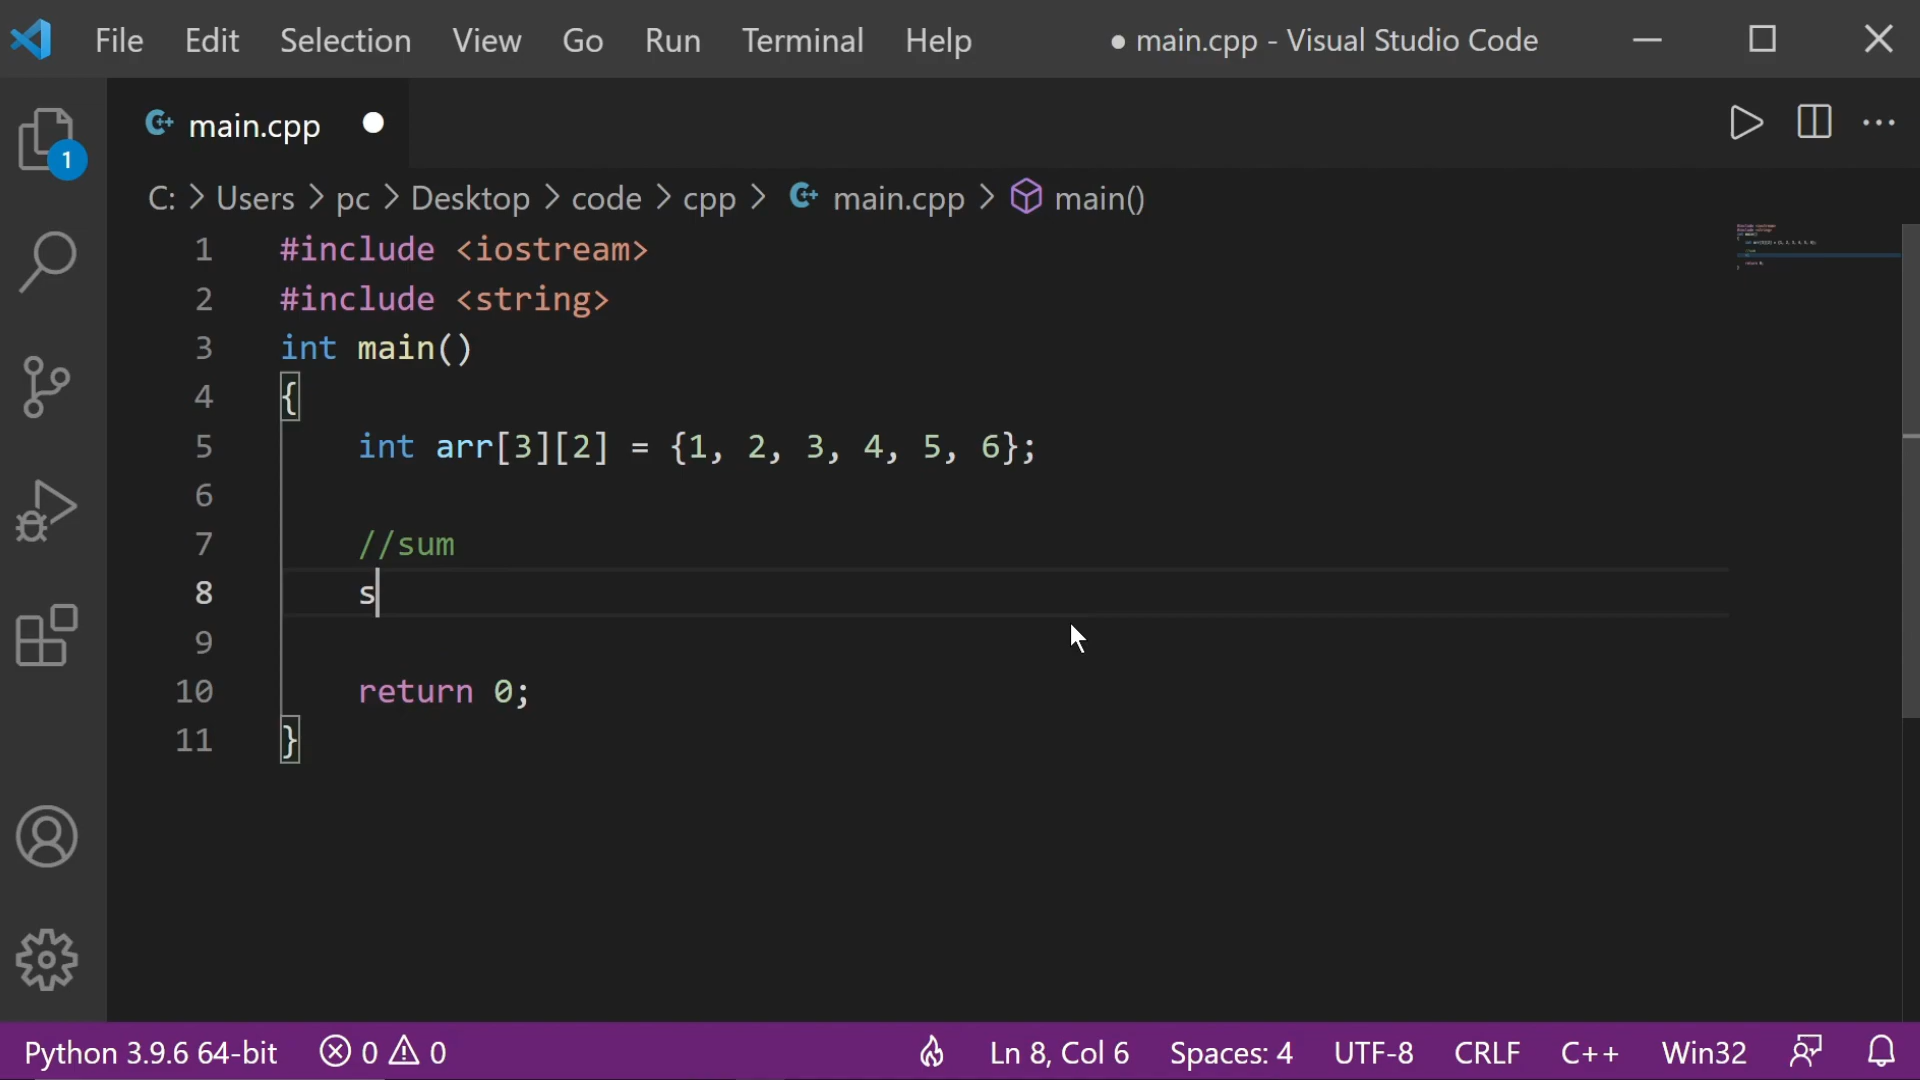 File Edit Selection View Go Run Terminal Help ● main.cpp - Visual Studio Code
main.cpp
1
C: > Users > pc > Desktop > code > cpp > main.cpp > main()
1 #include <iostream>
2 #include <string>
3 int main()
4 {
5 int arr[3][2] = {1, 2, 3, 4, 5, 6};
6
7 //sum
8 s
9
10 return 0;
11 }
Python 3.9.6 64-bit 0 0 Ln 8, Col 6 Spaces: 4 UTF-8 CRLF C++ Win32